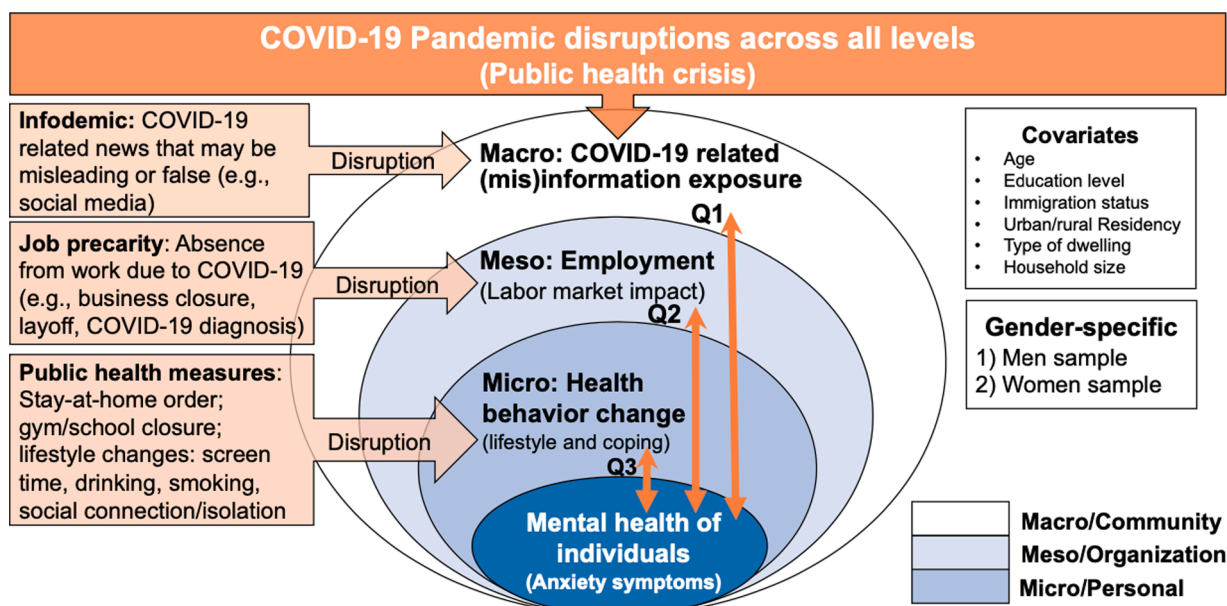 COVID-19 Pandemic disruptions across all levels
(Public health crisis)
Infodemic: COVID-19
related news that may be
misleading or false (e.g.,
social media)
Disruption
Macro: COVID-19 related
(mis)information exposure
Q1
Job precarity: Absence
from work due to COVID-19
(e.g., business closure,
layoff, COVID-19 diagnosis)
Disruption
Meso: Employment
(Labor market impact)
Q2
Public health measures:
Stay-at-home order;
gym/school closure;
lifestyle changes: screen
time, drinking, smoking,
social connection/isolation
Disruption
Micro: Health
behavior change
(lifestyle and coping)
Q3
Mental health of
individuals
(Anxiety symptoms)
Covariates
• Age
• Education level
• Immigration status
• Urban/rural Residency
• Type of dwelling
• Household size
Gender-specific
1) Men sample
2) Women sample
Macro/Community
Meso/Organization
Micro/Personal